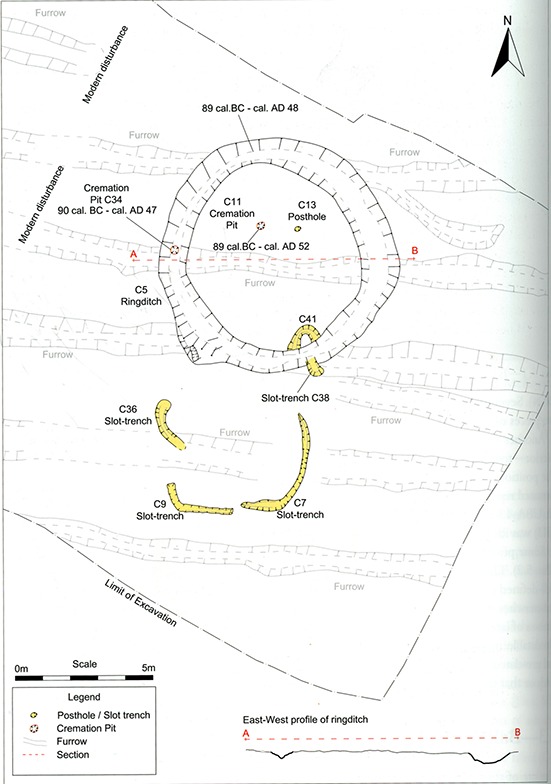 Furrow
N
Modern disturbance
89 cal.BC - cal. AD 48
Furrow
Furrow
Modern disturbance
Cremation
Pit C34
90 cal. BC - cal. AD 47
C11
Cremation
Pit
C13
Posthole
89 cal.BC - cal. AD 52
A
B
Furrow
C5
Ringditch
C41
Furrow
Slot-trench C38
C36
Slot-trench
Furrow
Furrow
C9
Slot-trench
C7
Slot-trench
Furrow
Limit of Excavation
Scale
0m
5m
Legend
Posthole / Slot trench
Cremation Pit
Furrow
Section
East-West profile of ringditch
A
B